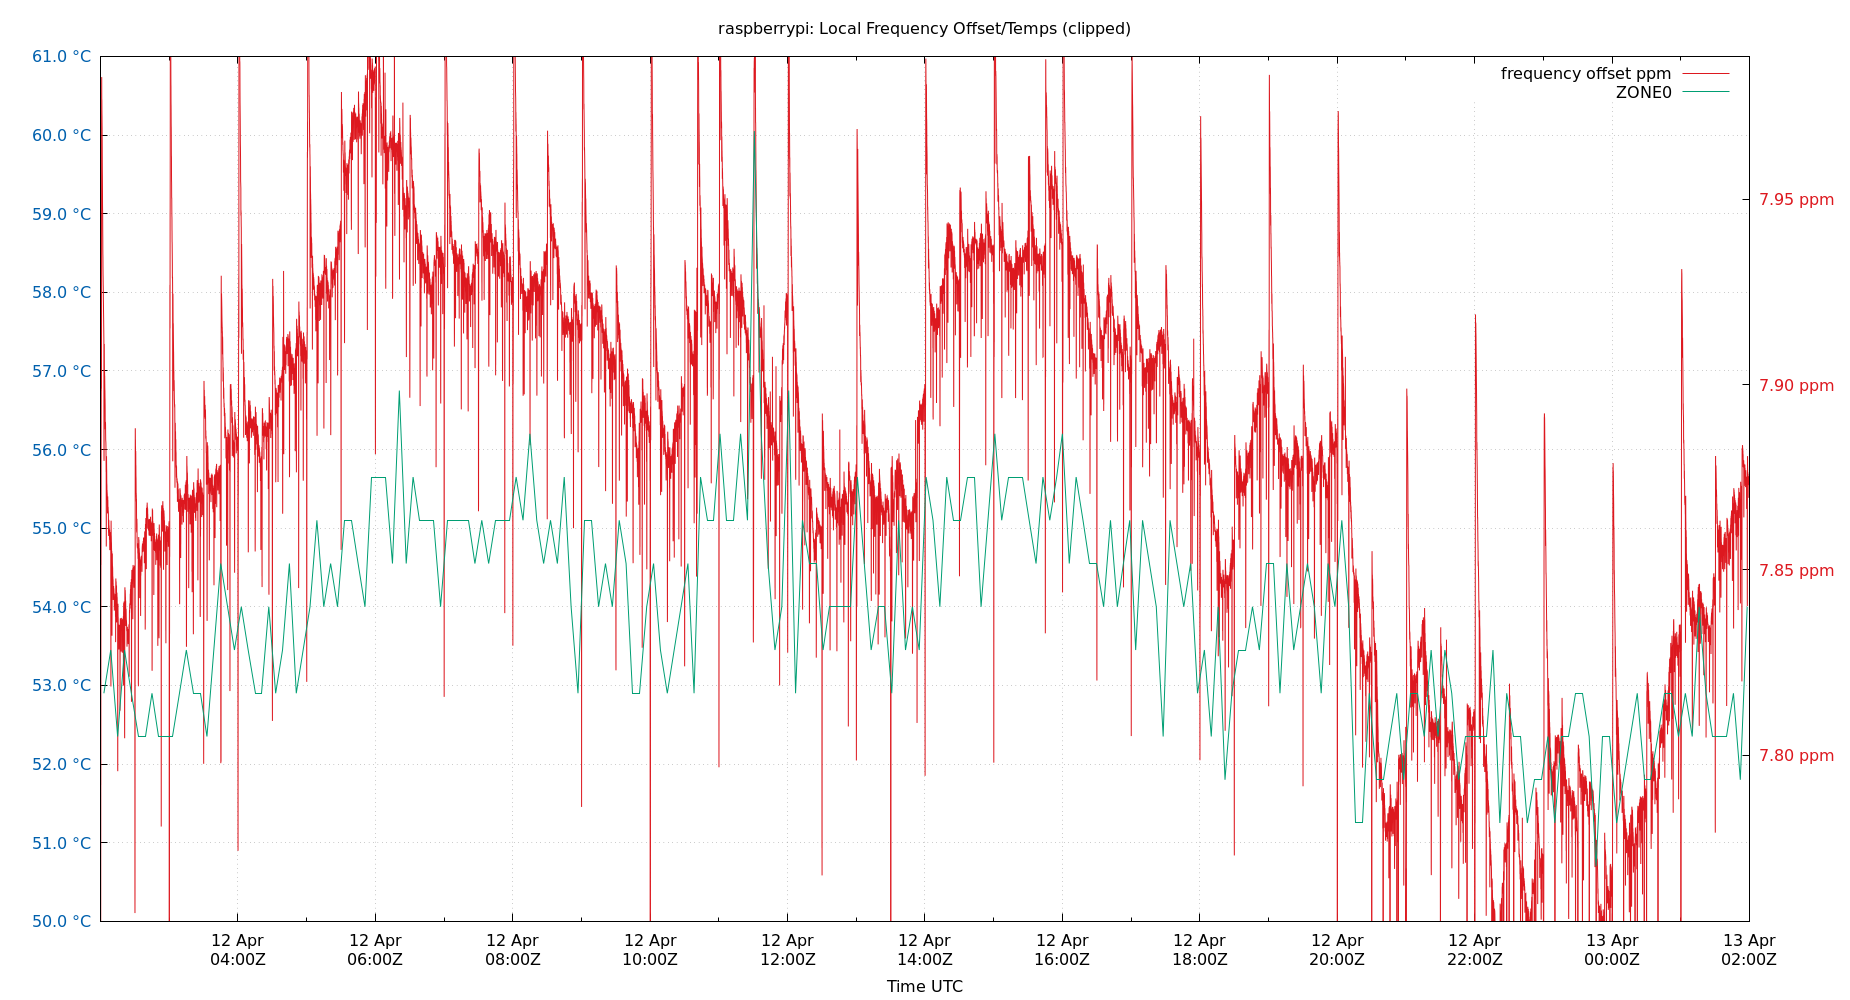 raspberrypi: Local Frequency Offset/Temps (clipped)
frequency offset ppm
ZONE0
61.0 °C
60.0 °C
59.0 °C
58.0 °C
57.0 °C
56.0 °C
55.0 °C
54.0 °C
53.0 °C
52.0 °C
51.0 °C
50.0 °C
7.95 ppm
7.90 ppm
7.85 ppm
7.80 ppm
12 Apr 12 Apr 12 Apr 12 Apr 12 Apr 12 Apr 12 Apr 12 Apr 12 Apr 12 Apr 13 Apr 13 Apr
04:00Z 06:00Z 08:00Z 10:00Z 12:00Z 14:00Z 16:00Z 18:00Z 20:00Z 22:00Z 00:00Z 02:00Z
Time UTC